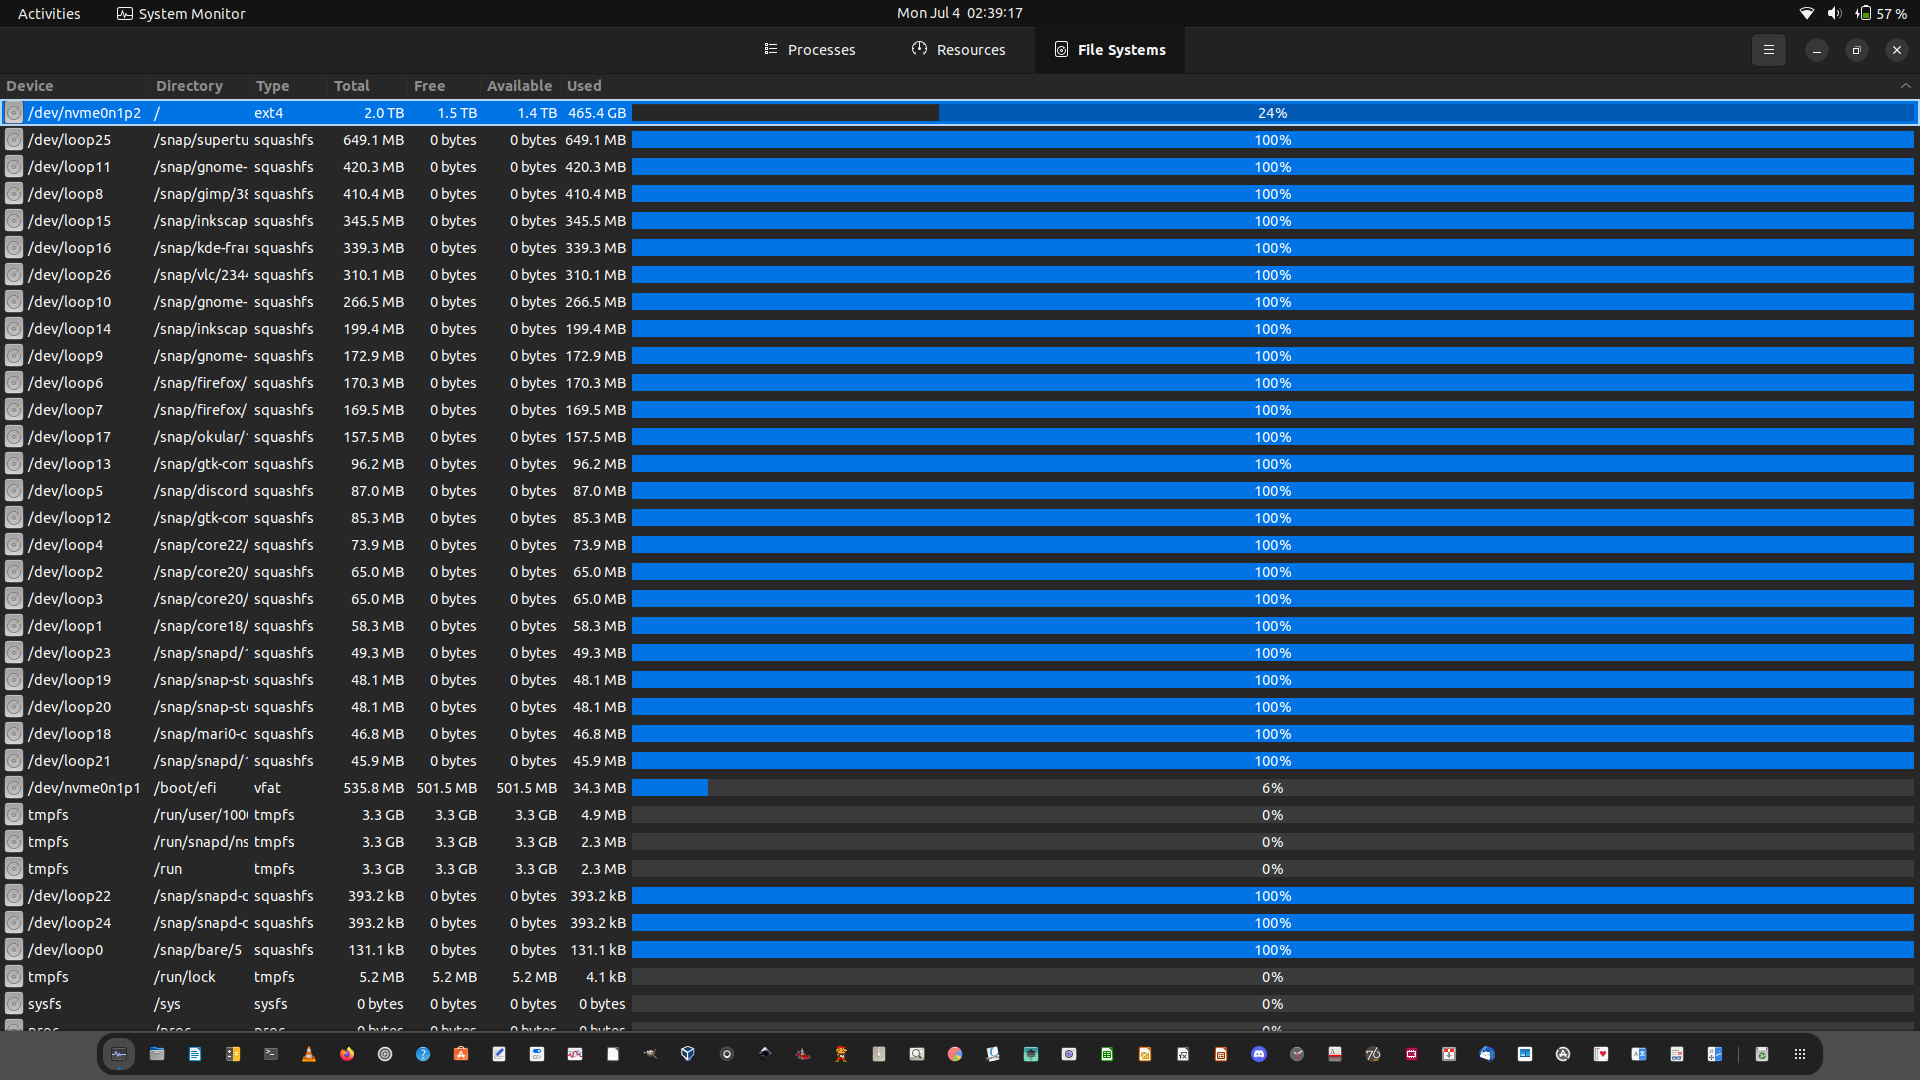 Activities System Monitor Mon Jul 4 02:39:17 57 %
Processes Resources File Systems
Device Directory Type Total Free Available Used
/dev/nvme0n1p2 / ext4 2.0 TB 1.5 TB 1.4 TB 465.4 GB 24%
/dev/loop25 /snap/supertu squashfs 649.1 MB 0 bytes 0 bytes 649.1 MB 100%
/dev/loop11 /snap/gnome- squashfs 420.3 MB 0 bytes 0 bytes 420.3 MB 100%
/dev/loop8 /snap/gimp/38 squashfs 410.4 MB 0 bytes 0 bytes 410.4 MB 100%
/dev/loop15 /snap/inkscap squashfs 345.5 MB 0 bytes 0 bytes 345.5 MB 100%
/dev/loop16 /snap/kde-frar squashfs 339.3 MB 0 bytes 0 bytes 339.3 MB 100%
/dev/loop26 /snap/vlc/2344 squashfs 310.1 MB 0 bytes 0 bytes 310.1 MB 100%
/dev/loop10 /snap/gnome- squashfs 266.5 MB 0 bytes 0 bytes 266.5 MB 100%
/dev/loop14 /snap/inkscap squashfs 199.4 MB 0 bytes 0 bytes 199.4 MB 100%
/dev/loop9 /snap/gnome- squashfs 172.9 MB 0 bytes 0 bytes 172.9 MB 100%
/dev/loop6 /snap/firefox/ squashfs 170.3 MB 0 bytes 0 bytes 170.3 MB 100%
/dev/loop7 /snap/firefox/ squashfs 169.5 MB 0 bytes 0 bytes 169.5 MB 100%
/dev/loop17 /snap/okular/ squashfs 157.5 MB 0 bytes 0 bytes 157.5 MB 100%
/dev/loop13 /snap/gtk-com squashfs 96.2 MB 0 bytes 0 bytes 96.2 MB 100%
/dev/loop5 /snap/discord squashfs 87.0 MB 0 bytes 0 bytes 87.0 MB 100%
/dev/loop12 /snap/gtk-com squashfs 85.3 MB 0 bytes 0 bytes 85.3 MB 100%
/dev/loop4 /snap/core22/ squashfs 73.9 MB 0 bytes 0 bytes 73.9 MB 100%
/dev/loop2 /snap/core20/ squashfs 65.0 MB 0 bytes 0 bytes 65.0 MB 100%
/dev/loop3 /snap/core20/ squashfs 65.0 MB 0 bytes 0 bytes 65.0 MB 100%
/dev/loop1 /snap/core18/ squashfs 58.3 MB 0 bytes 0 bytes 58.3 MB 100%
/dev/loop23 /snap/snapd/ squashfs 49.3 MB 0 bytes 0 bytes 49.3 MB 100%
/dev/loop19 /snap/snap-st squashfs 48.1 MB 0 bytes 0 bytes 48.1 MB 100%
/dev/loop20 /snap/snap-st squashfs 48.1 MB 0 bytes 0 bytes 48.1 MB 100%
/dev/loop18 /snap/mari0-c squashfs 46.8 MB 0 bytes 0 bytes 46.8 MB 100%
/dev/loop21 /snap/snapd/ squashfs 45.9 MB 0 bytes 0 bytes 45.9 MB 100%
/dev/nvme0n1p1 /boot/efi vfat 535.8 MB 501.5 MB 501.5 MB 34.3 MB 6%
tmpfs /run/user/100 tmpfs 3.3 GB 3.3 GB 3.3 GB 4.9 MB 0%
tmpfs /run/snapd/ns tmpfs 3.3 GB 3.3 GB 3.3 GB 2.3 MB 0%
tmpfs /run tmpfs 3.3 GB 3.3 GB 3.3 GB 2.3 MB 0%
/dev/loop22 /snap/snapd-c squashfs 393.2 kB 0 bytes 0 bytes 393.2 kB 100%
/dev/loop24 /snap/snapd-c squashfs 393.2 kB 0 bytes 0 bytes 393.2 kB 100%
/dev/loop0 /snap/bare/5 squashfs 131.1 kB 0 bytes 0 bytes 131.1 kB 100%
tmpfs /run/lock tmpfs 5.2 MB 5.2 MB 5.2 MB 4.1 kB 0%
sysfs /sys sysfs 0 bytes 0 bytes 0 bytes 0 bytes 0%
proc /proc proc 0 bytes 0 bytes 0 bytes 0 bytes 0%